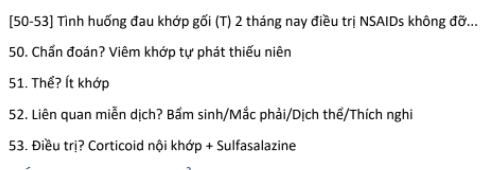 [50-53] Tình huống đau khớp gối (T) 2 tháng nay điều trị NSAIDs không đỡ...
50. Chẩn đoán? Viêm khớp tự phát thiếu niên
51. Thể? Ít khớp
52. Liên quan miễn dịch? Bẩm sinh/Mắc phải/Dịch thể/Thích nghi
53. Điều trị? Corticoid nội khớp + Sulfasalazine